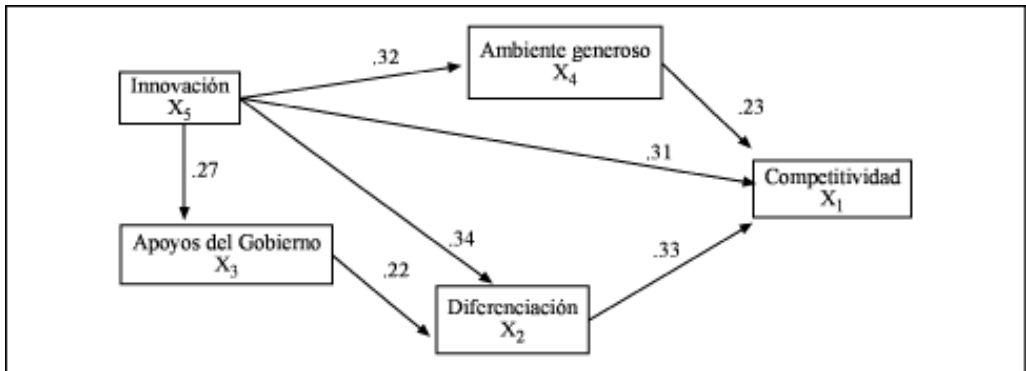 Ambiente generoso
X4
.32
Innovación
X5
.23
.31
Competitividad
X1
.27
Apoyos del Gobierno
X3
.34
.22
.33
Diferenciación
X2